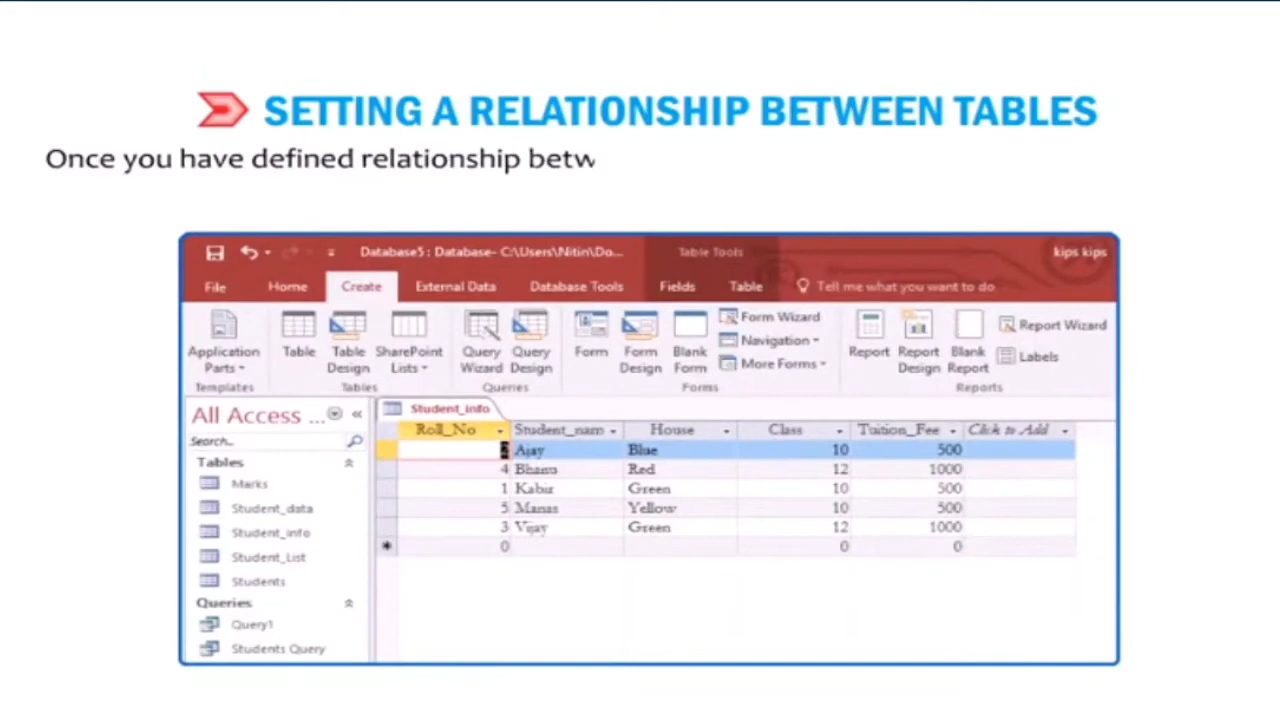 SETTING A RELATIONSHIP BETWEEN TABLES
Once you have defined relationship betw
Database5 : Database- C:\Users\Nitin\Do... Table Tools kips kips
File Home Create External Data Database Tools Fields Table Tell me what you want to do
Application Parts Table Table Design SharePoint Lists Query Wizard Query Design Form Form Design Blank Form Form Wizard Navigation More Forms Report Report Design Blank Report Report Wizard Labels
Templates Tables Queries Forms Reports
All Access ... Student_info
Search..
Roll_No Student_nam House Class Tuition_Fee Click to Add
2 Ajay Blue 10 500
4 Bhanu Red 12 1000
1 Kabir Green 10 500
5 Manas Yellow 10 500
3 Vijay Green 12 1000
* 0 0 0
Tables
Marks
Student_data
Student_info
Student_List
Students
Queries
Query1
Students Query